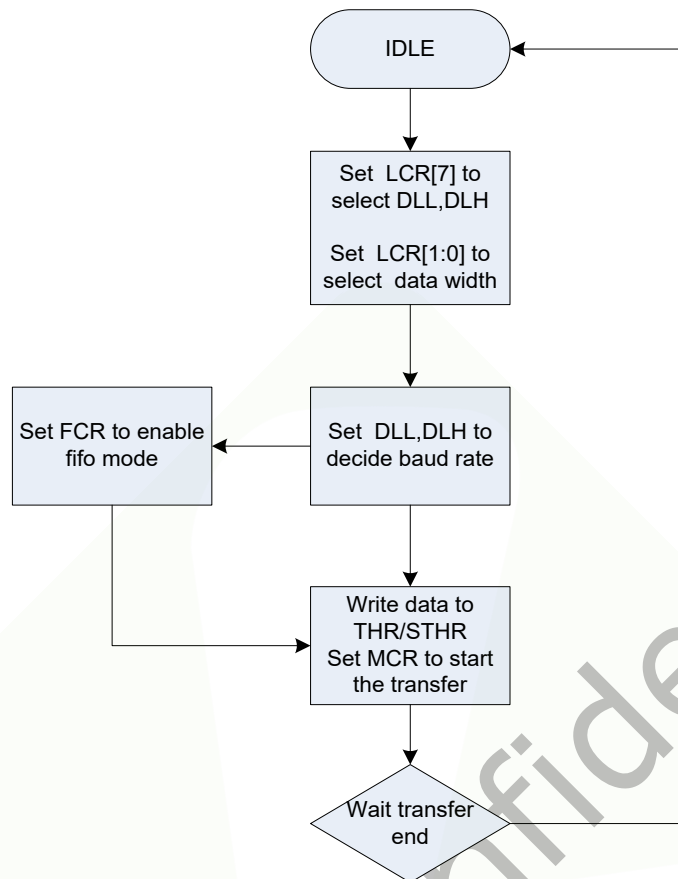 IDLE
Set LCR[7] to
select DLL,DLH
Set LCR[1:0] to
select data width
Set FCR to enable
fifo mode
Set DLL,DLH to
decide baud rate
Write data to
THR/STHR
Set MCR to start
the transfer
Wait transfer
end